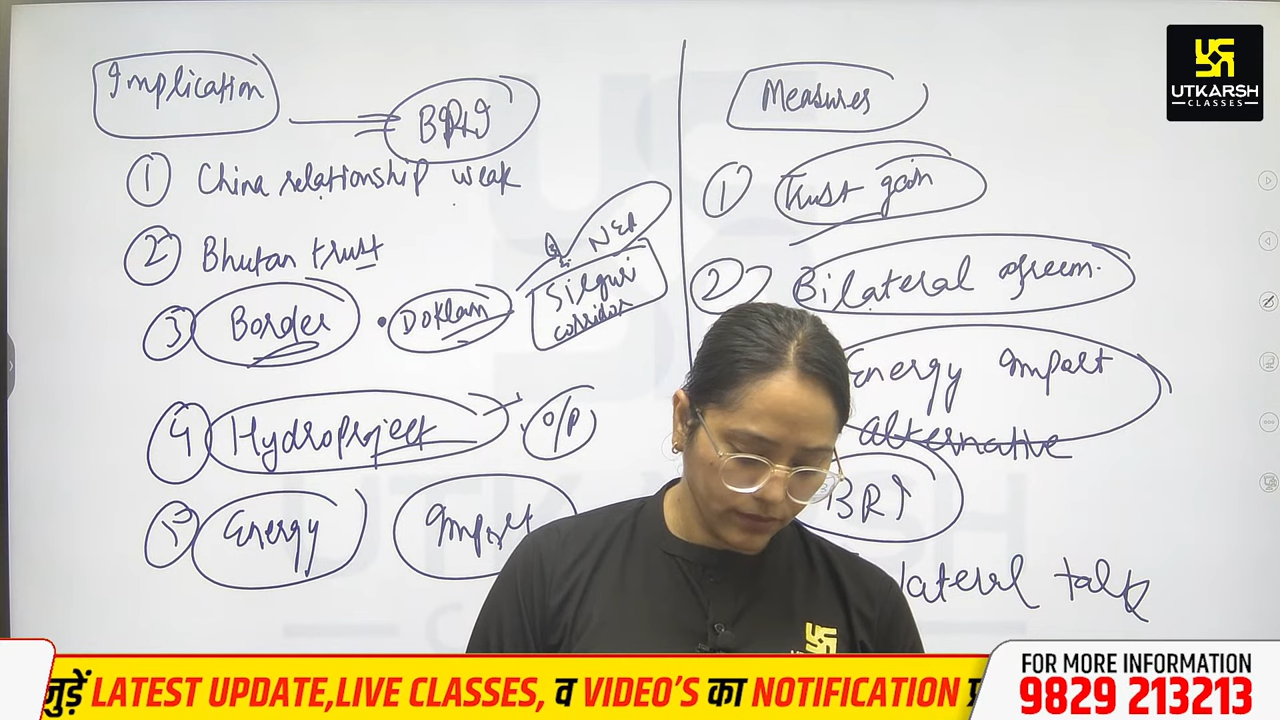 Implication
BRI
① China relationship weak
② Bhutan trust
③ Border • Doklam
NER
Siliguri
corridor
④ Hydroproject O/P
⑤ Energy Import
Measures
① Trust gain
② Bilateral agreem.
Energy Import
alternative
BRI
lateral talk
UTKARSH
CLASSES
जुड़ें LATEST UPDATE,LIVE CLASSES, व VIDEO'S का NOTIFICATION
FOR MORE INFORMATION
9829 213213